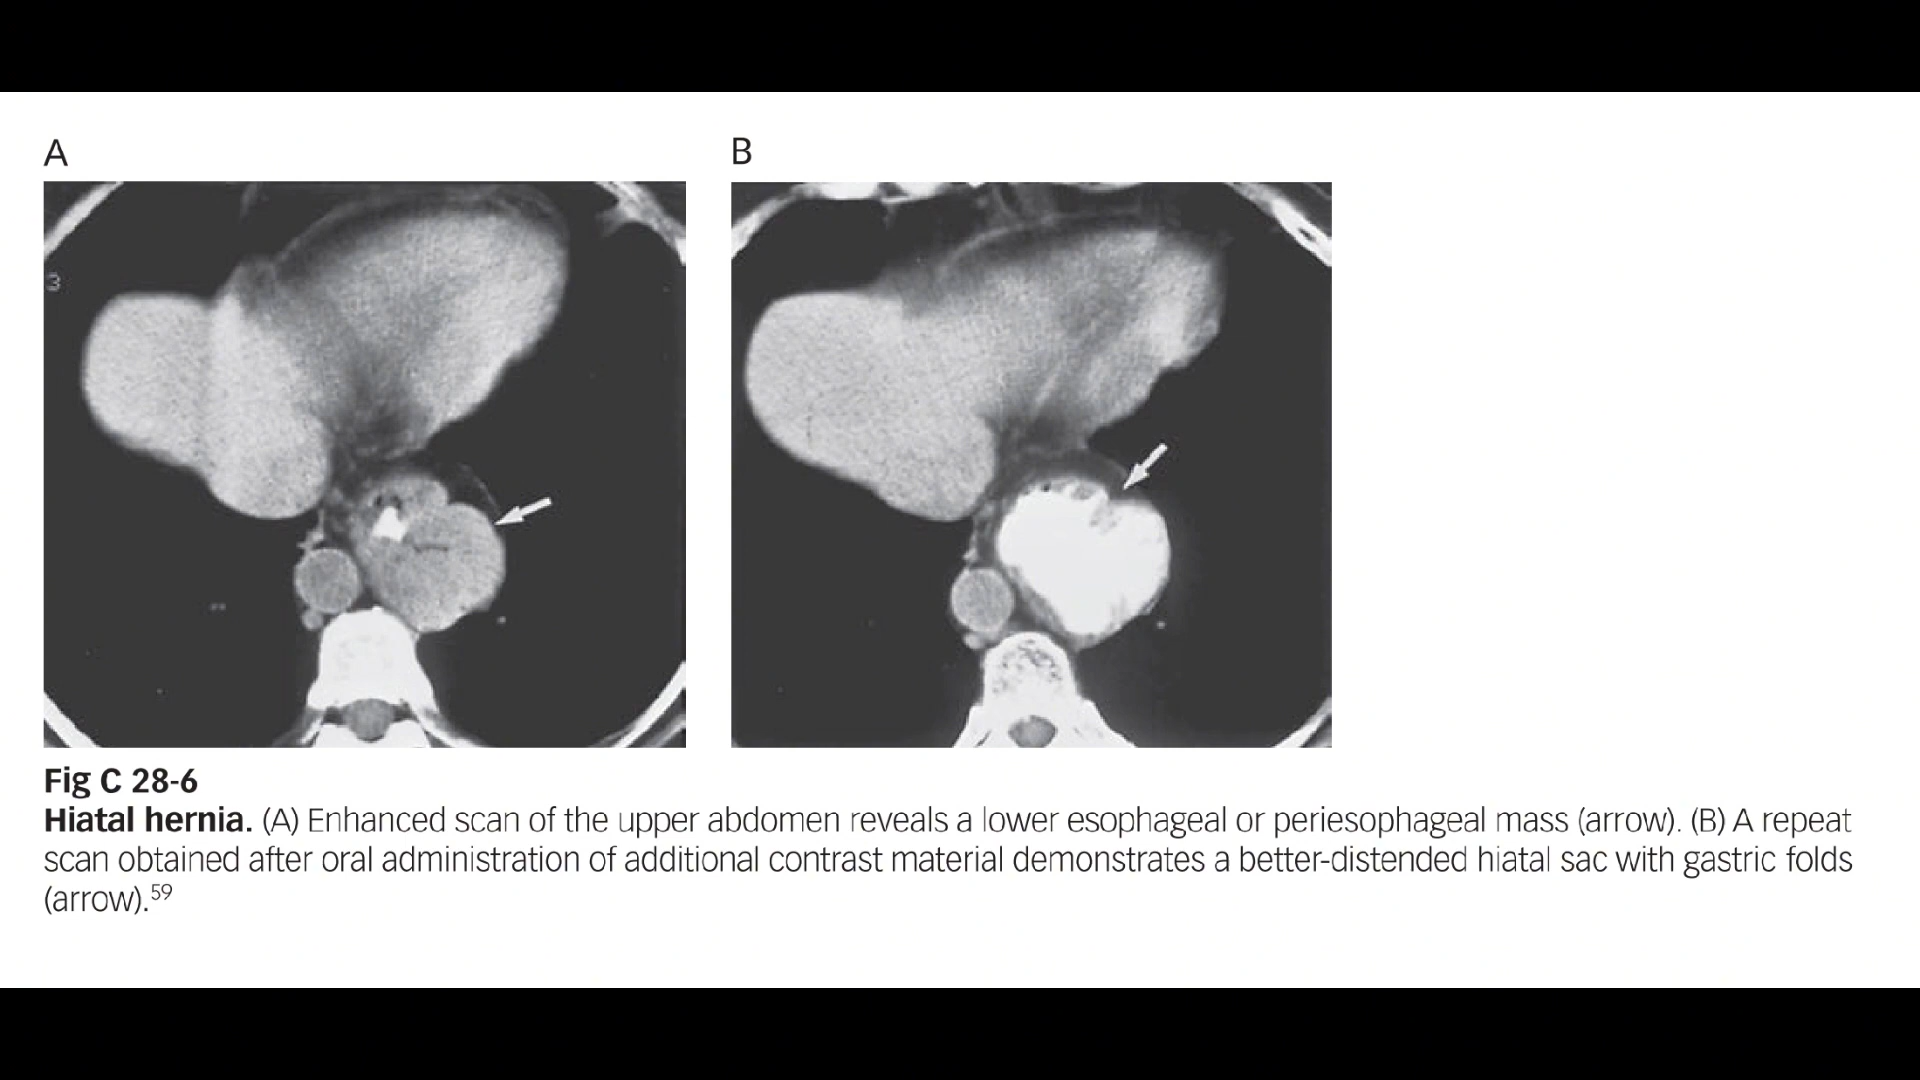 A
B
3
Fig C 28-6
Hiatal hernia. (A) Enhanced scan of the upper abdomen reveals a lower esophageal or periesophageal mass (arrow). (B) A repeat
scan obtained after oral administration of additional contrast material demonstrates a better-distended hiatal sac with gastric folds
(arrow).59